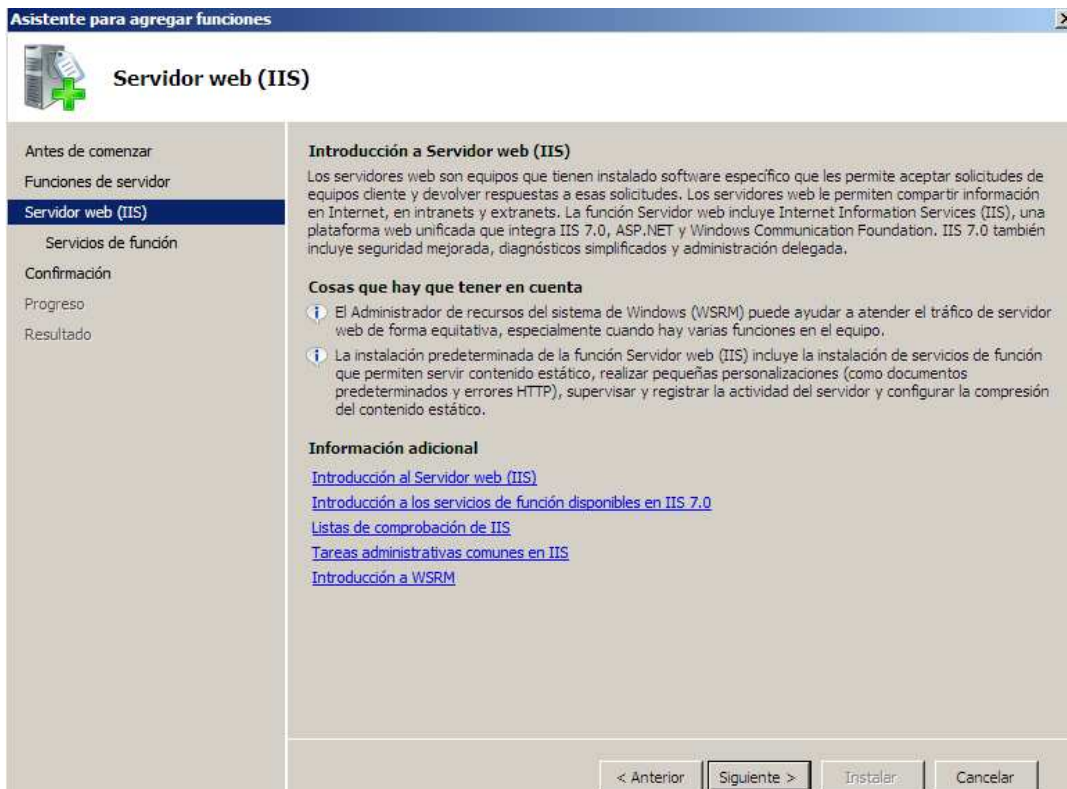 Asistente para agregar funciones
Servidor web (IIS)
Antes de comenzar
Funciones de servidor
Servidor web (IIS)
Servicios de función
Confirmación
Progreso
Resultado
Introducción a Servidor web (IIS)
Los servidores web son equipos que tienen instalado software específico que les permite aceptar solicitudes de
equipos cliente y devolver respuestas a esas solicitudes. Los servidores web le permiten compartir información
en Internet, en intranets y extranets. La función Servidor web incluye Internet Information Services (IIS), una
plataforma web unificada que integra IIS 7.0, ASP.NET y Windows Communication Foundation. IIS 7.0 también
incluye seguridad mejorada, diagnósticos simplificados y administración delegada.
Cosas que hay que tener en cuenta
El Administrador de recursos del sistema de Windows (WSRM) puede ayudar a atender el tráfico de servidor
web de forma equitativa, especialmente cuando hay varias funciones en el equipo.
La instalación predeterminada de la función Servidor web (IIS) incluye la instalación de servicios de función
que permiten servir contenido estático, realizar pequeñas personalizaciones (como documentos
predeterminados y errores HTTP), supervisar y registrar la actividad del servidor y configurar la compresión
del contenido estático.
Información adicional
Introducción al Servidor web (IIS)
Introducción a los servicios de función disponibles en IIS 7.0
Listas de comprobación de IIS
Tareas administrativas comunes en IIS
Introducción a WSRM
< Anterior
Siguiente >
Instalar
Cancelar